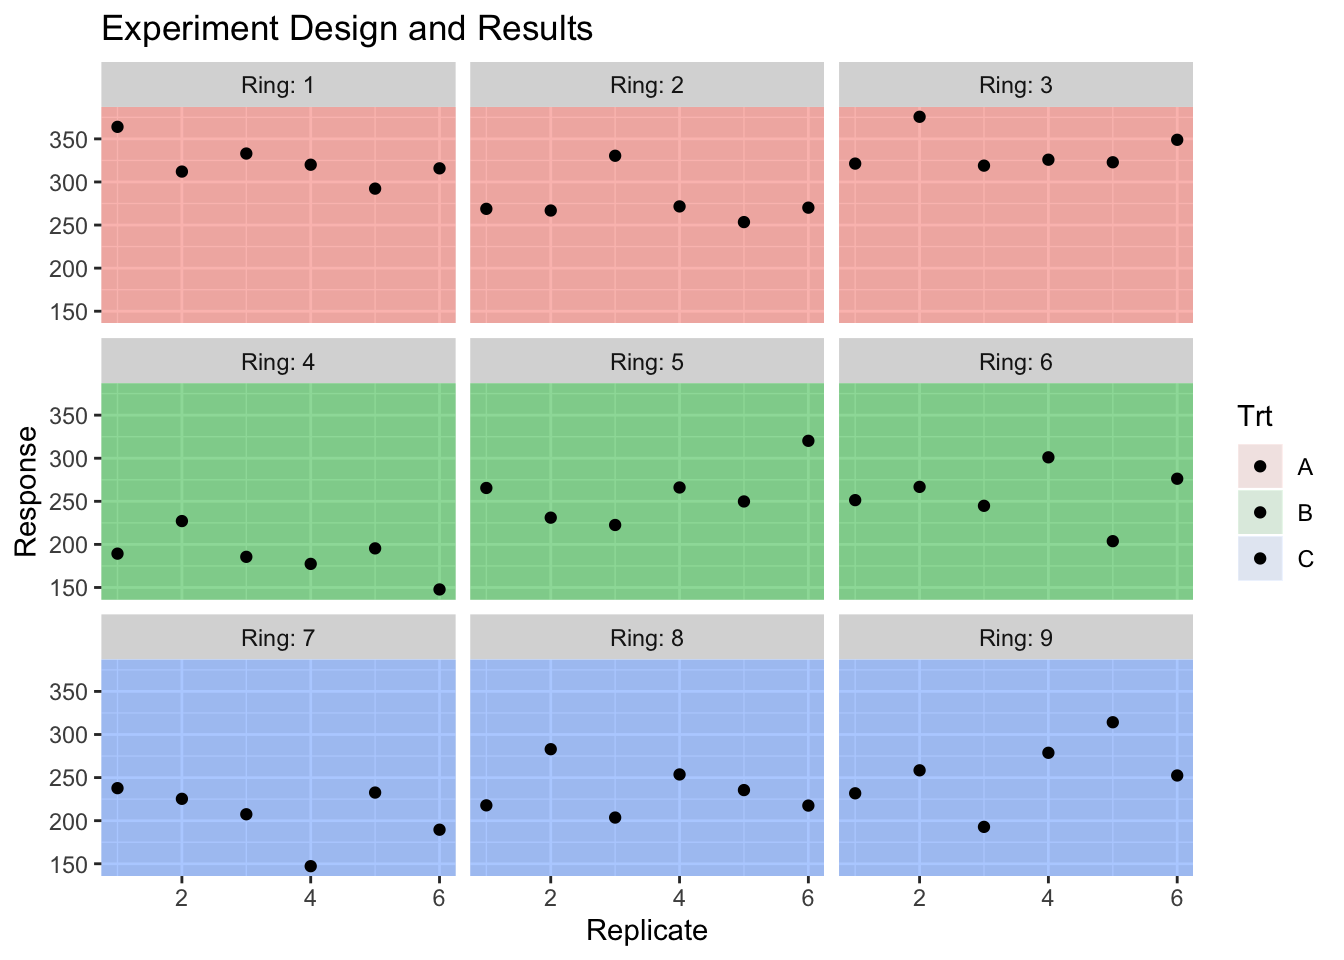 Experiment Design and Results
Ring: 1
Ring: 2
Ring: 3
350
300
250
200
150
Ring: 4
Ring: 5
Ring: 6
350
300
250
200
150
Ring: 7
Ring: 8
Ring: 9
350
300
250
200
150
2
4
6
2
4
6
2
4
6
Replicate
Response
Trt
A
B
C